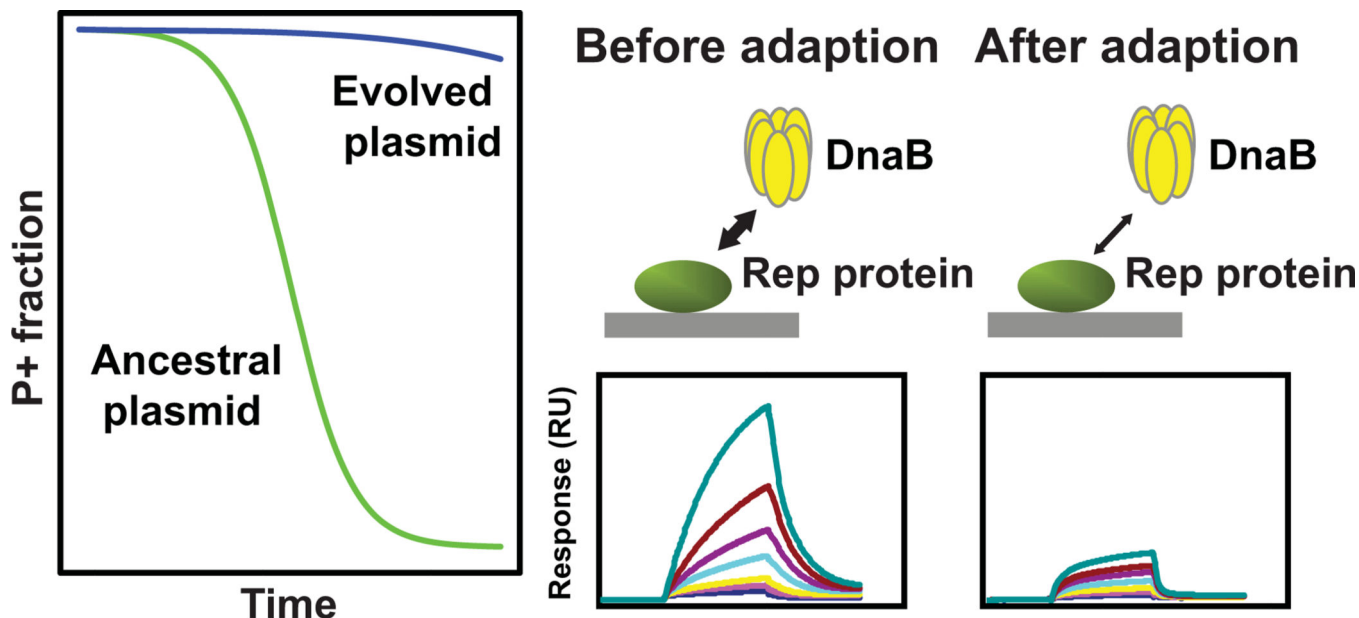 P+ fraction
Time
Evolved
plasmid
Ancestral
plasmid
Before adaption
DnaB
Rep protein
Response (RU)
After adaption
DnaB
Rep protein